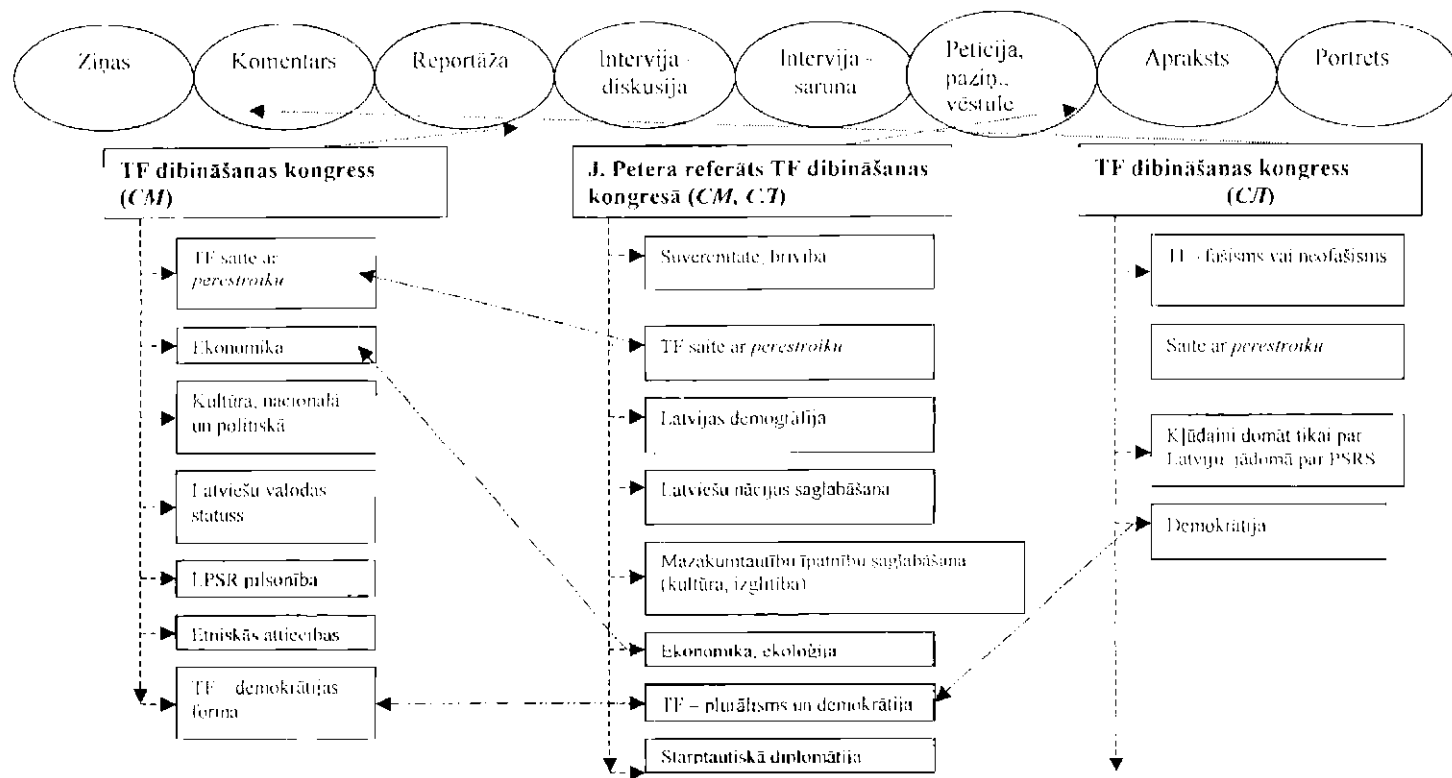 Ziņas
Komentārs
Reportāža
Intervija -
diskusija
Intervija -
saruna
Petīcija,
paziņ.,
vēstule
Apraksts
Portrets
TF dibināšanas kongress
(СМ)
TF saite ar
perestroiku
Ekonomika
Kultūra, nacionālā
un politiskā
Latviešu valodas
statuss
LPSR pilsonība
Etniskās attiecības
TF – demokrātijas
forma
J. Petera referāts TF dibināšanas
kongresā (СМ, СЛ)
Suverenitāte, brīvība
TF saite ar perestroiku
Latvijas demogrāfija
Latviešu nācijas saglabāšana
Mazākumtautību īpatnību saglabāšana
(kultūra, izglītība)
Ekonomika, ekoloģija
TF – plurālisms un demokrātija
Starptautiskā diplomātija
TF dibināšanas kongress
(СЛ)
TF - fašisms vai neofašisms
Saite ar perestroiku
Kļūdaini domāt tikai par
Latviju jādomā par PSRS
Demokrātija